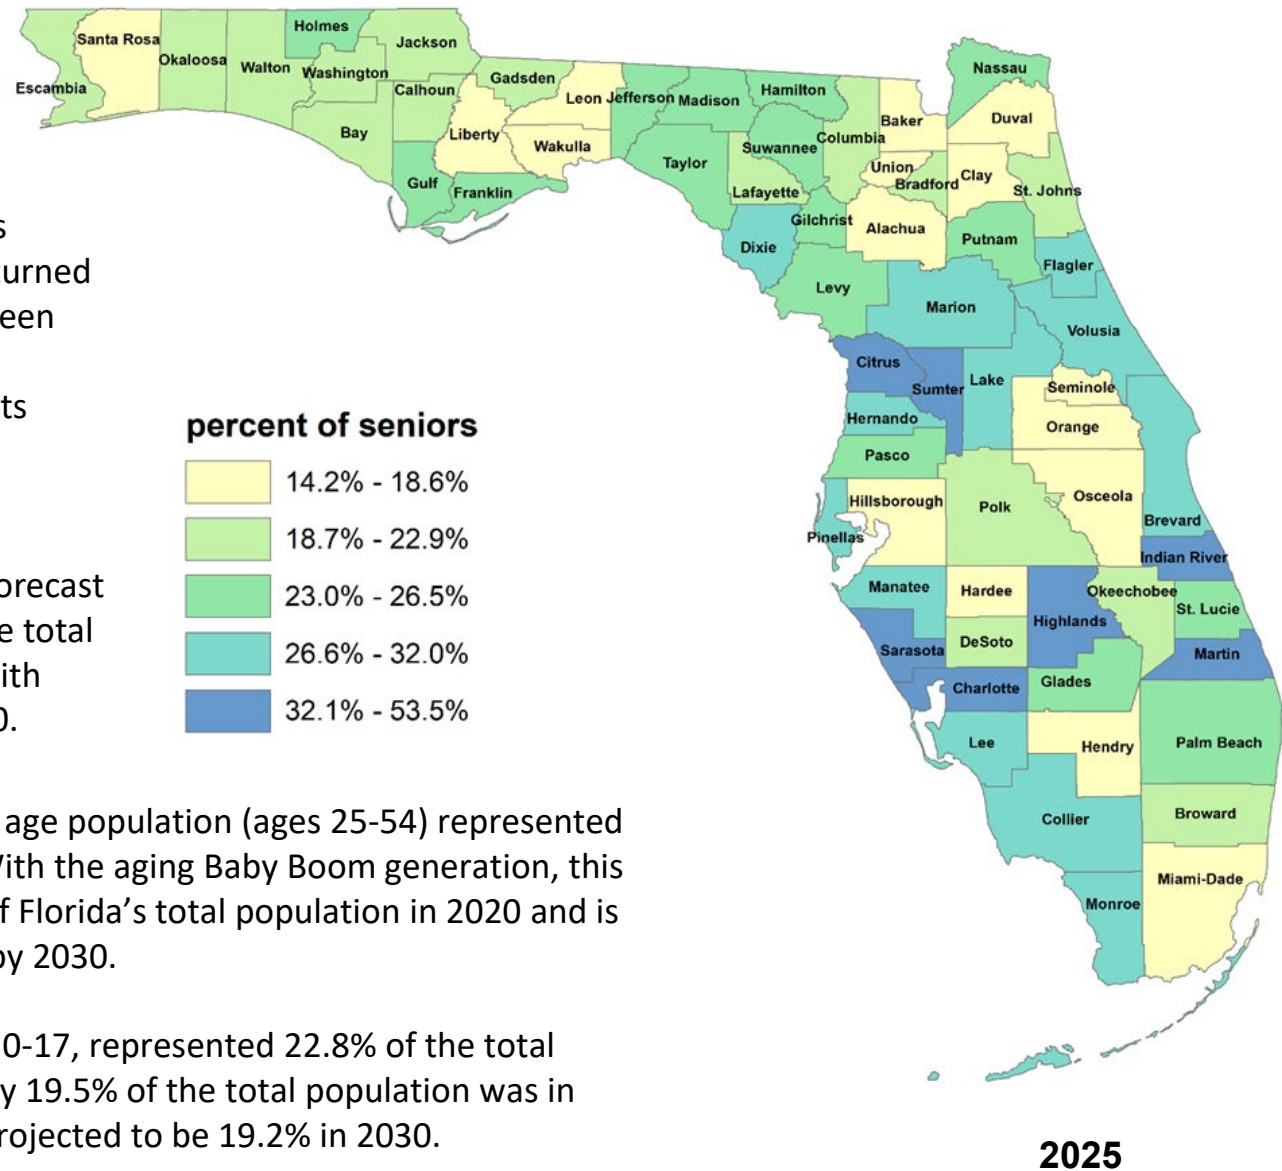 Holmes
Santa Rosa
Jackson
Okaloosa
Walton
Washington
Escambia
Calhoun
Gadsden
Leon
Jefferson
Madison
Hamilton
Nassau
Bay
Liberty
Wakulla
Taylor
Suwannee
Columbia
Baker
Duval
Gulf
Franklin
Lafayette
Union
Bradford
Clay
St. Johns
Dixie
Gilchrist
Alachua
Putnam
Flagler
Levy
Marion
Volusia
Citrus
Sumter
Lake
Seminole
Hernando
Orange
Pasco
Hillsborough
Polk
Osceola
Pinellas
Brevard
Indian River
Manatee
Hardee
Highlands
Okeechobee
St. Lucie
Sarasota
DeSoto
Martin
Charlotte
Glades
Lee
Hendry
Palm Beach
Collier
Broward
Miami-Dade
Monroe
2025
percent of seniors
14.2% - 18.6%
18.7% - 22.9%
23.0% - 26.5%
26.6% - 32.0%
32.1% - 53.5%
s
turned
een
ts
orecast
e total
ith
0.
age population (ages 25-54) represented
With the aging Baby Boom generation, this
of Florida’s total population in 2020 and is
by 2030.
0-17, represented 22.8% of the total
y 19.5% of the total population was in
rojected to be 19.2% in 2030.